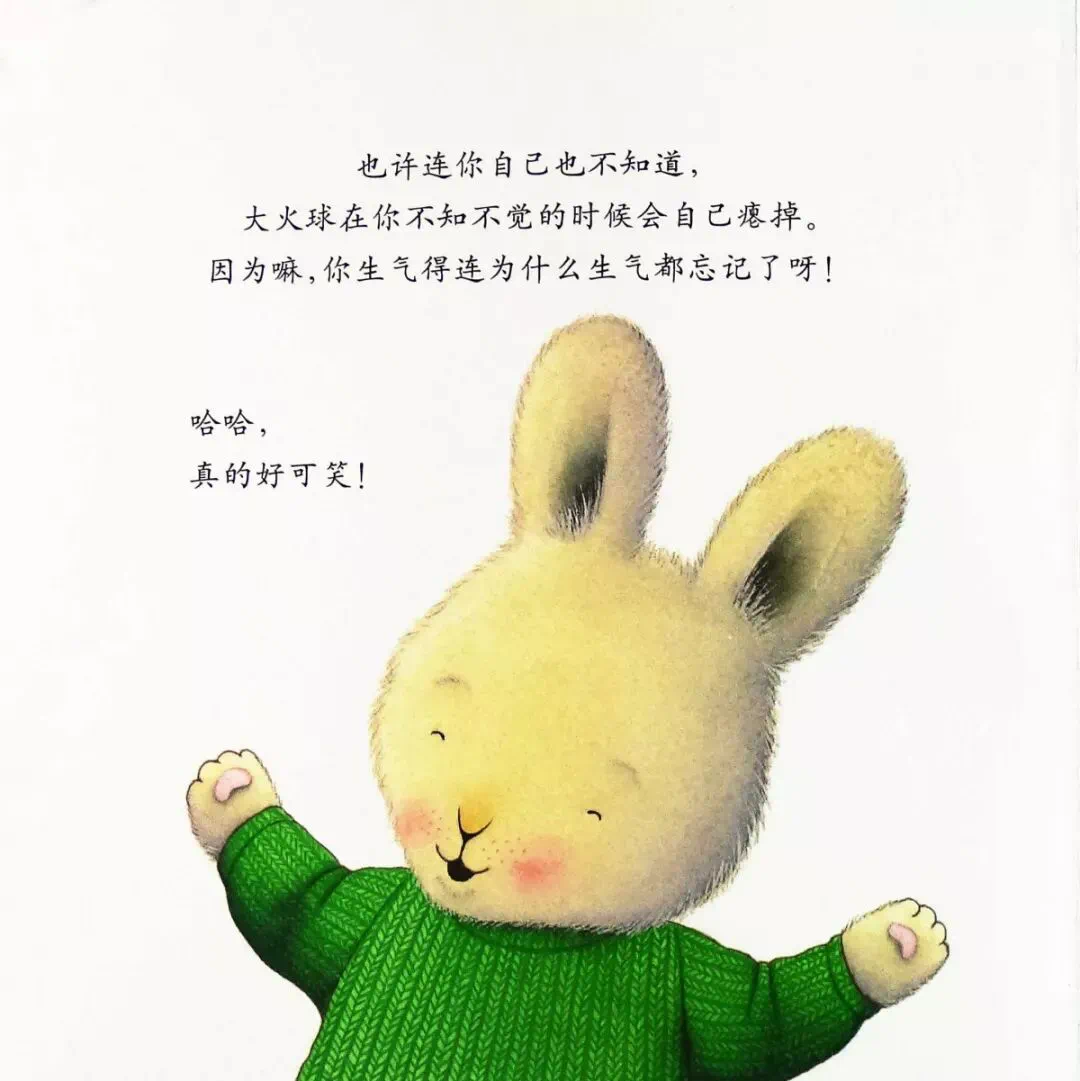 也许连你自己也不知道，
大火球在你不知不觉的时候会自己瘪掉。
因为嘛，你生气得连为什么生气都忘记了呀！
哈哈，
真的好可笑！